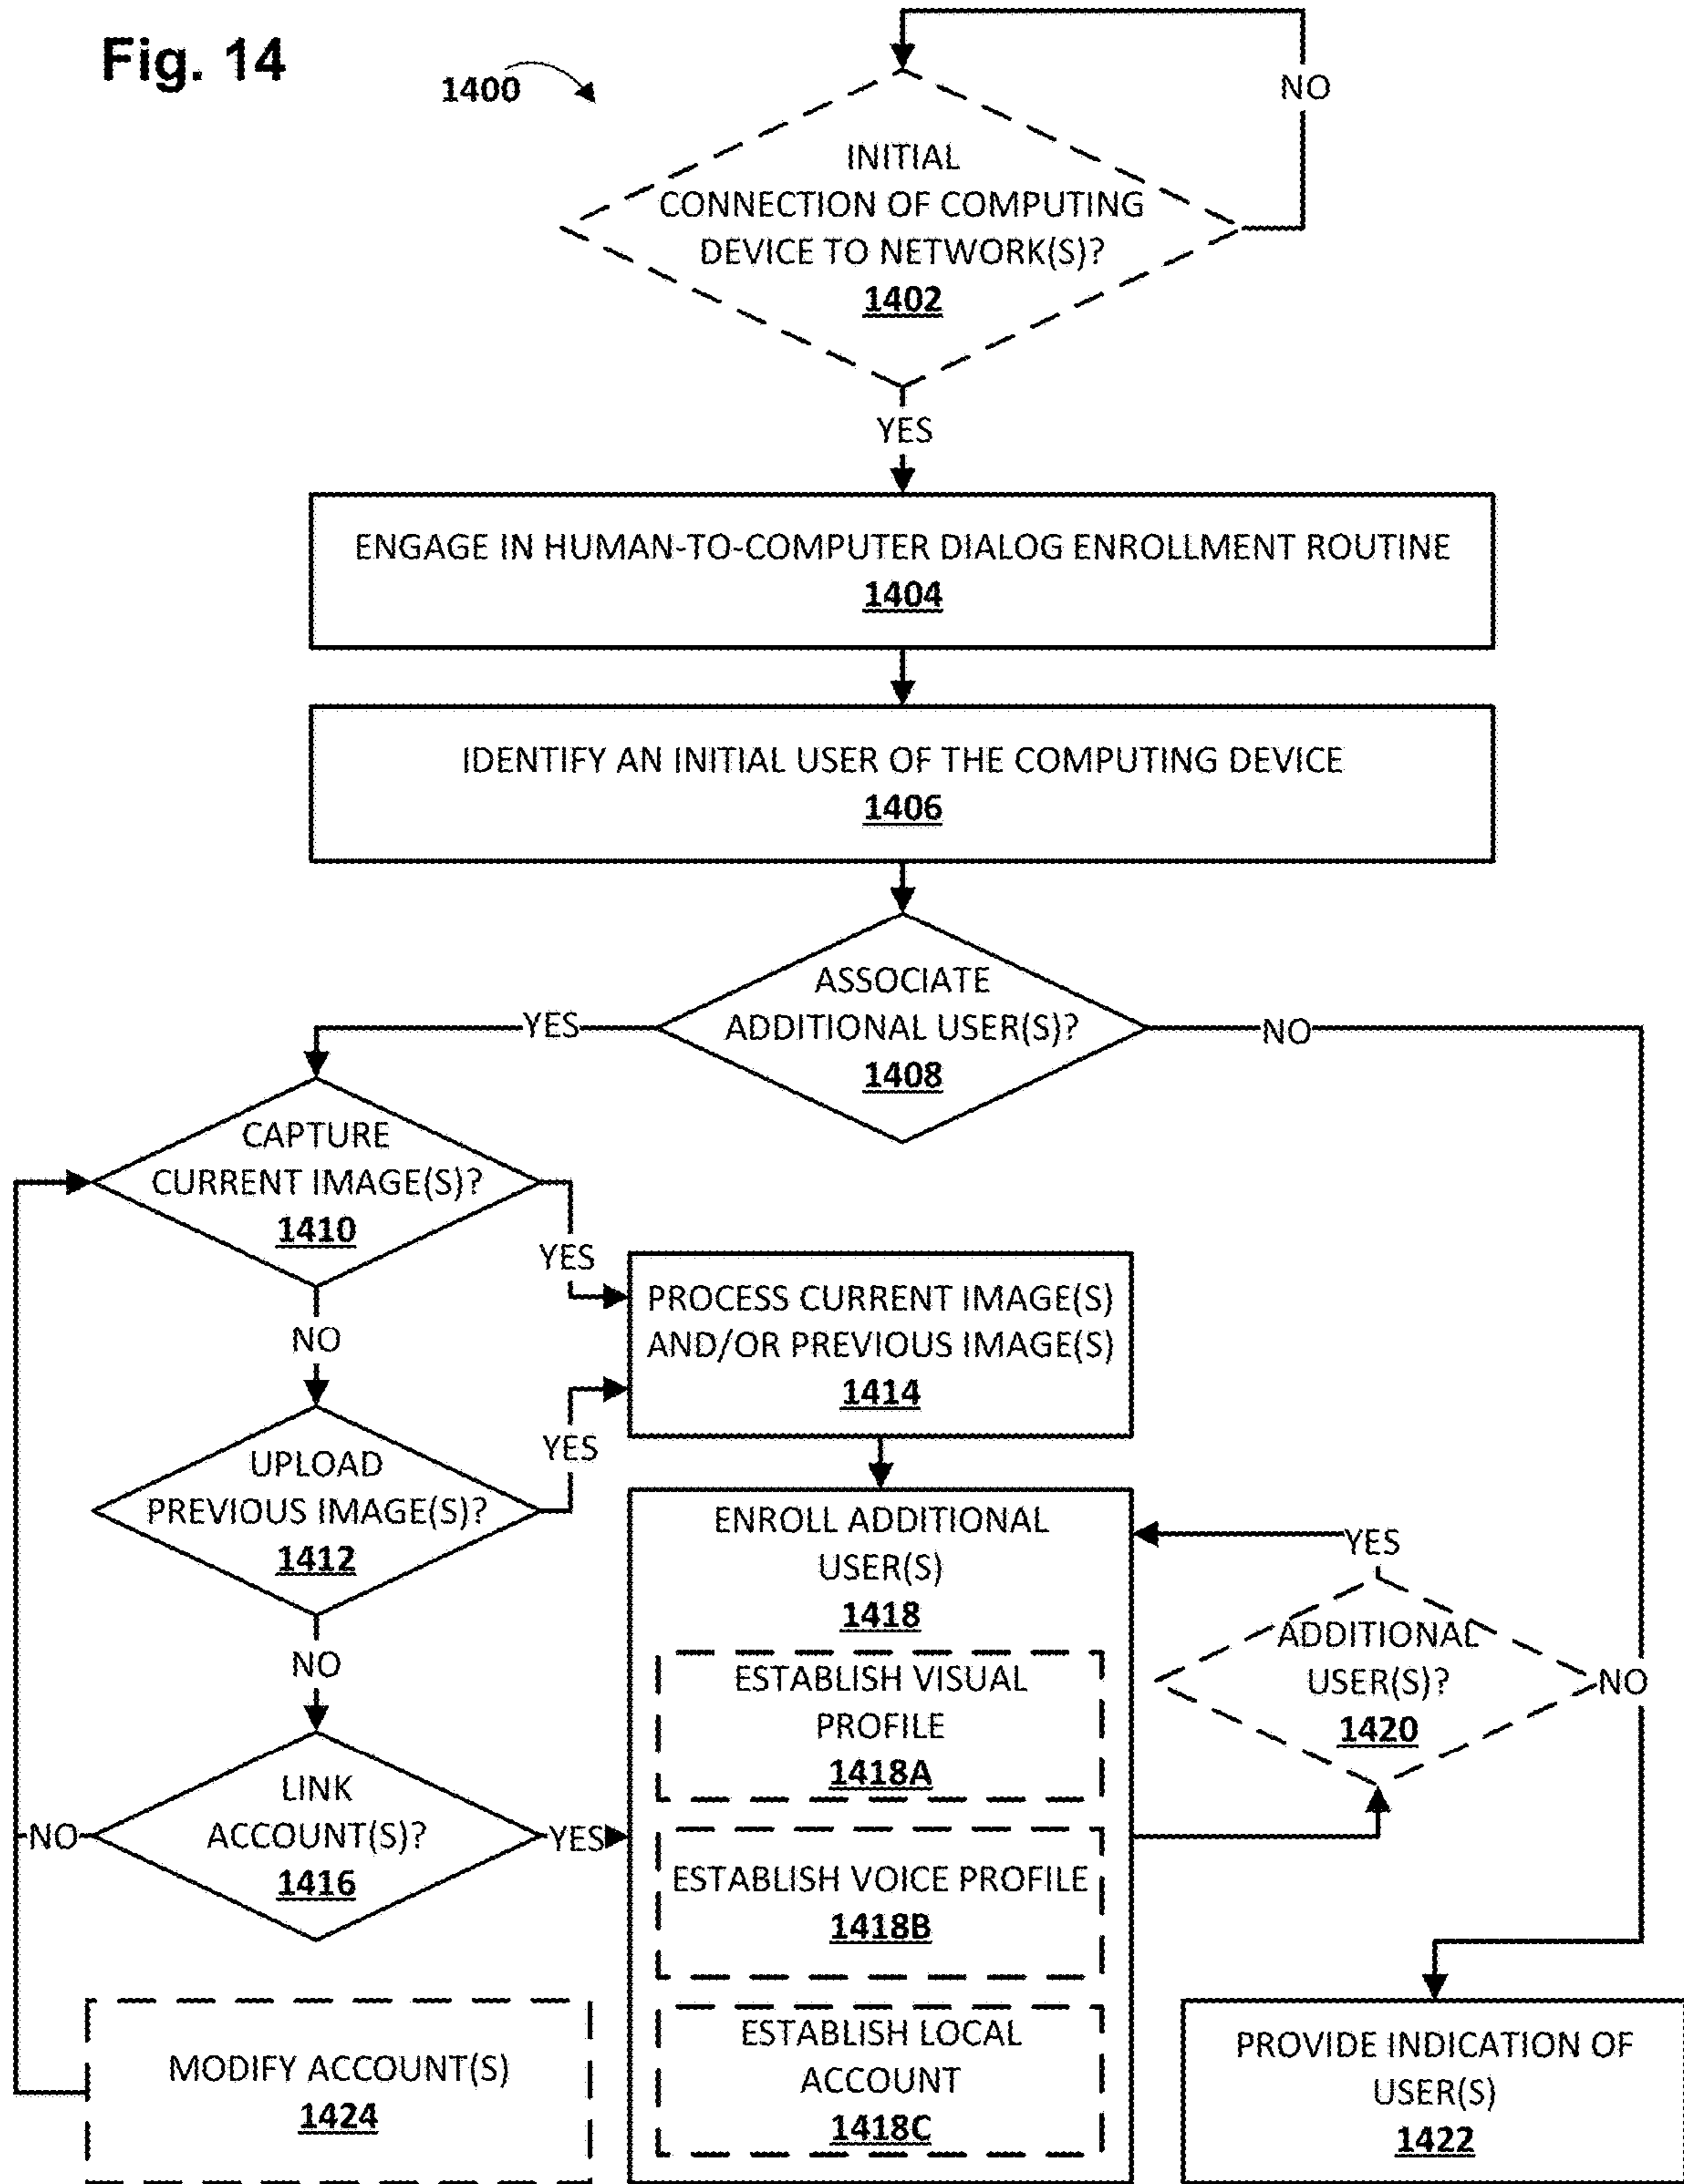 Fig. 14
1400
NO
INITIAL
CONNECTION OF COMPUTING
DEVICE TO NETWORK(S)?
1402
YES
ENGAGE IN HUMAN-TO-COMPUTER DIALOG ENROLLMENT ROUTINE
1404
IDENTIFY AN INITIAL USER OF THE COMPUTING DEVICE
1406
ASSOCIATE
ADDITIONAL USER(S)?
1408
YES
NO
CAPTURE
CURRENT IMAGE(S)?
1410
YES
NO
PROCESS CURRENT IMAGE(S)
AND/OR PREVIOUS IMAGE(S)
1414
UPLOAD
PREVIOUS IMAGE(S)?
1412
YES
NO
ENROLL ADDITIONAL
USER(S)
1418
ESTABLISH VISUAL
PROFILE
1418A
ESTABLISH VOICE PROFILE
1418B
ESTABLISH LOCAL
ACCOUNT
1418C
YES
ADDITIONAL
USER(S)?
1420
NO
LINK
ACCOUNT(S)?
1416
NO
YES
MODIFY ACCOUNT(S)
1424
PROVIDE INDICATION OF
USER(S)
1422